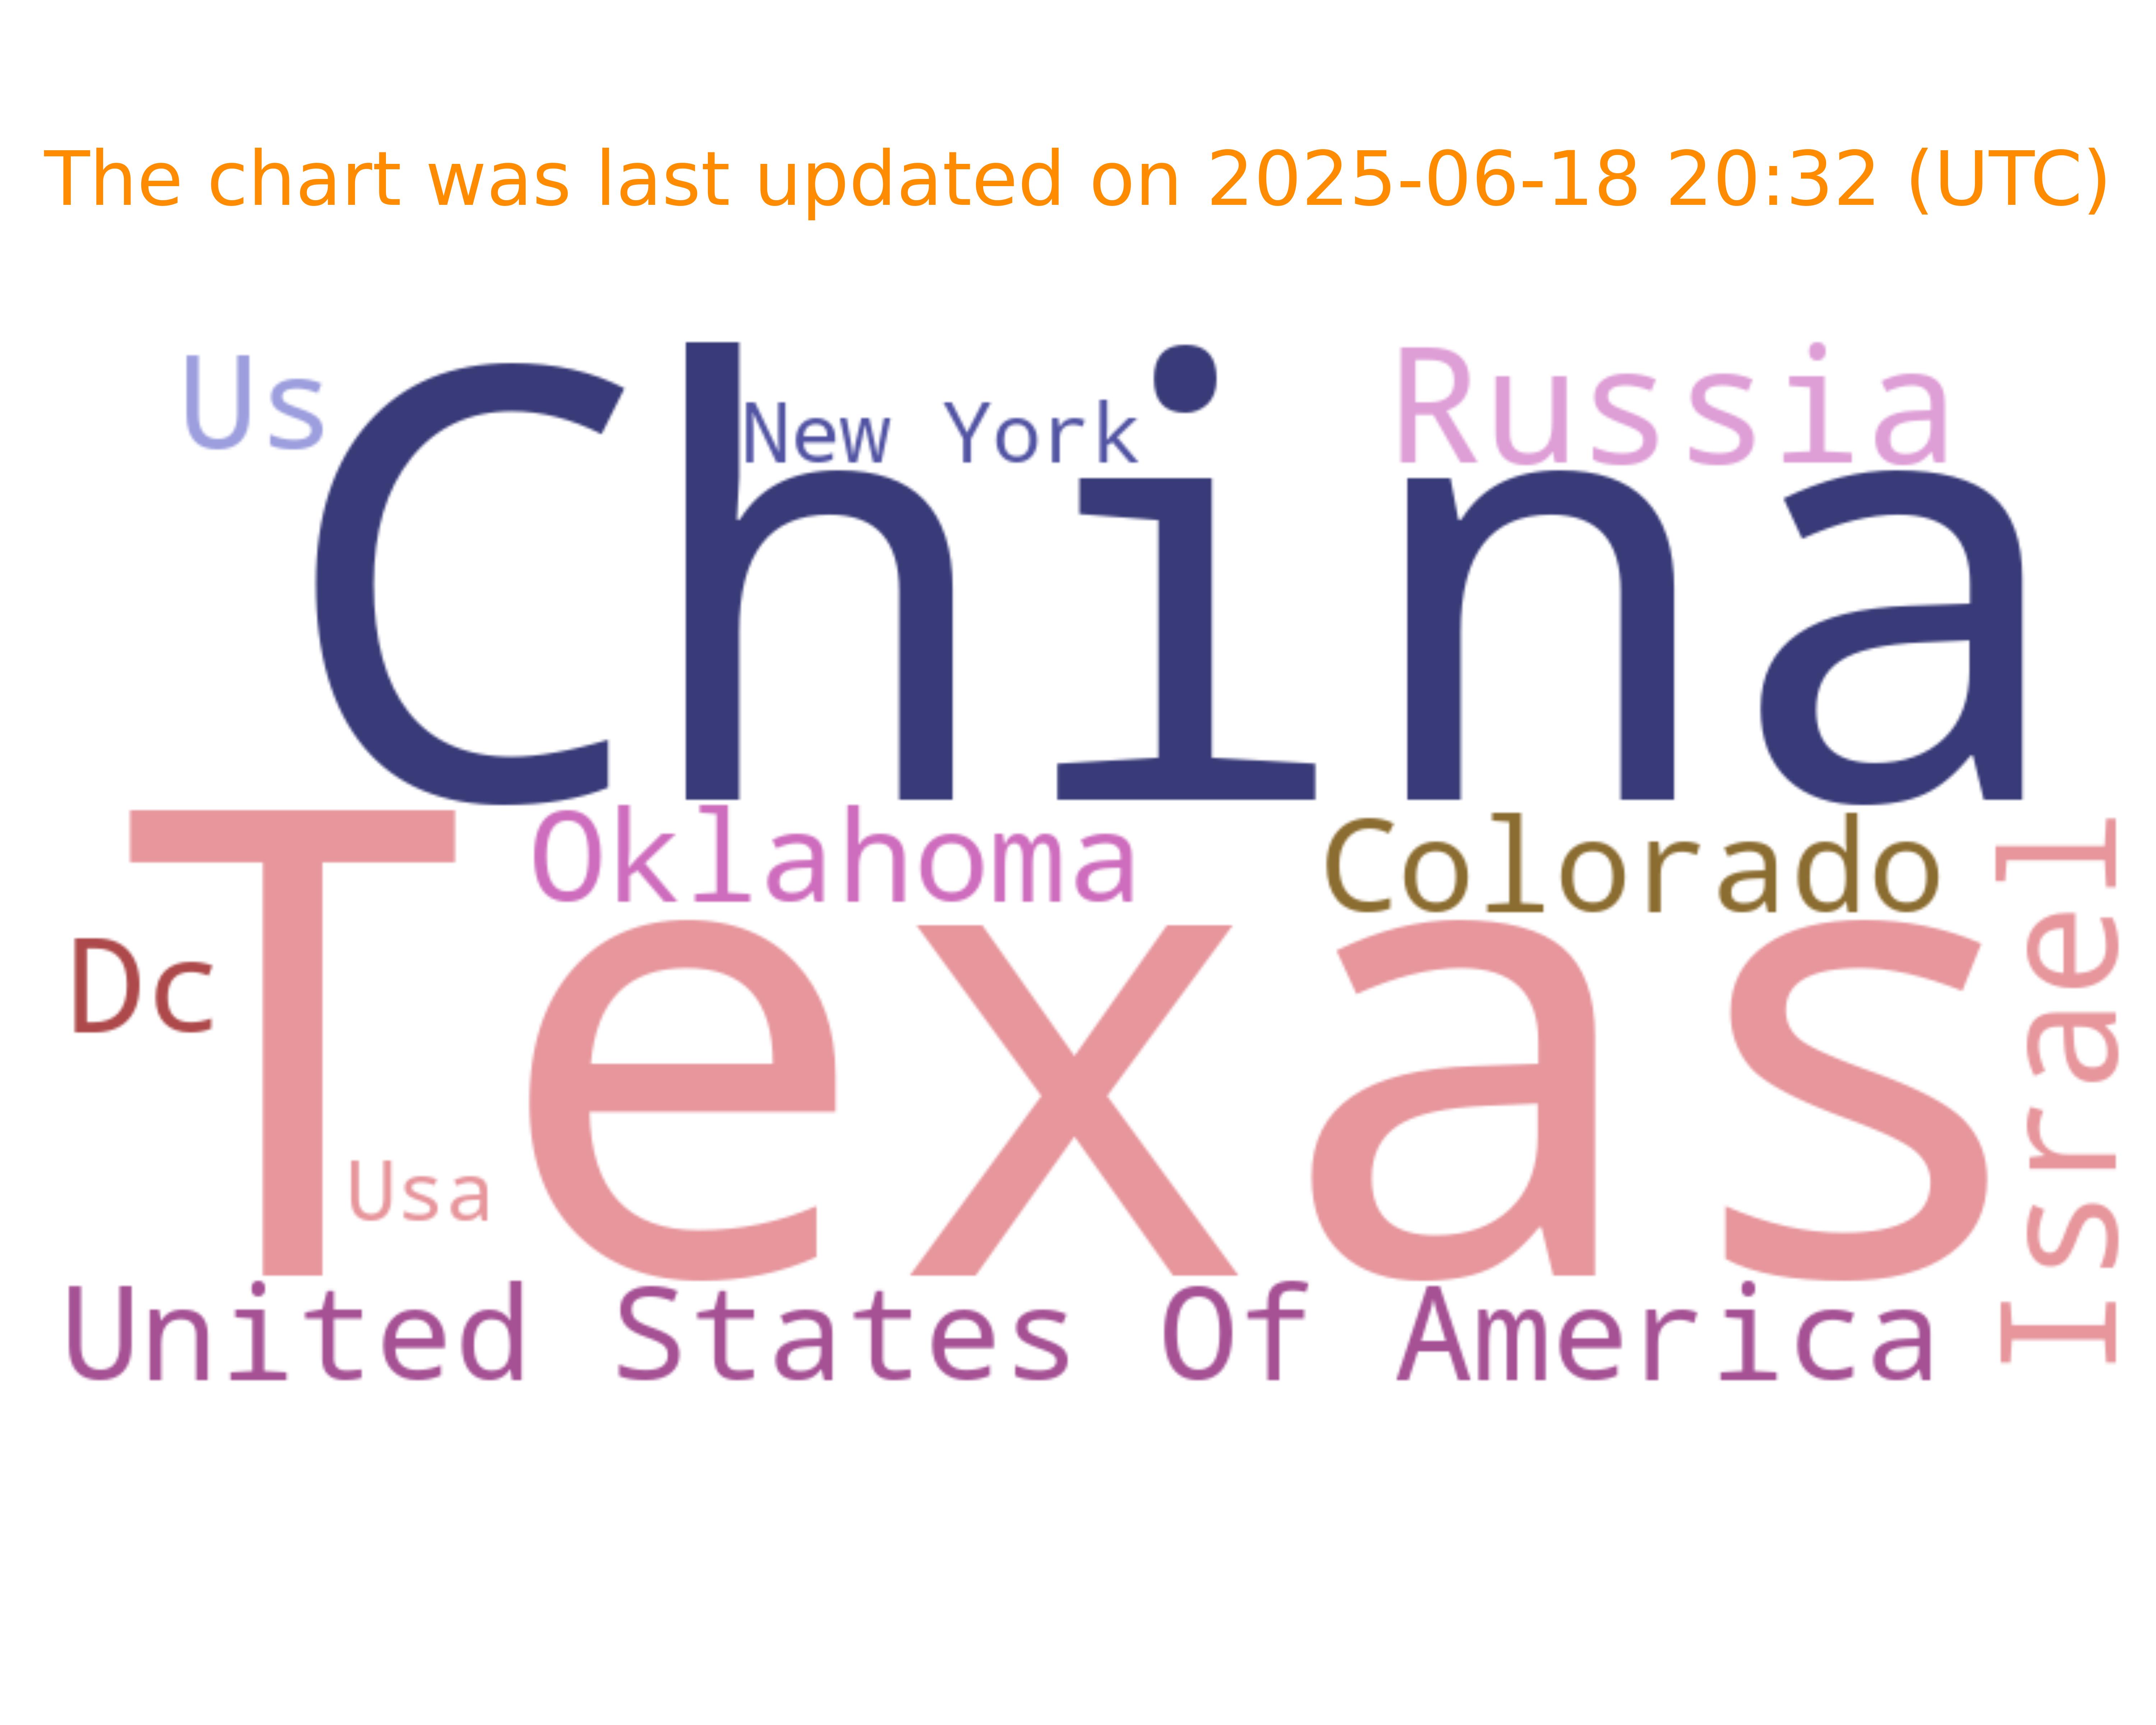 The chart was last updated on 2025-06-18 20:32 (UTC)
Us
New York
Russia
China
Oklahoma
Colorado
Dc
Texas
Israel
Usa
United States Of America